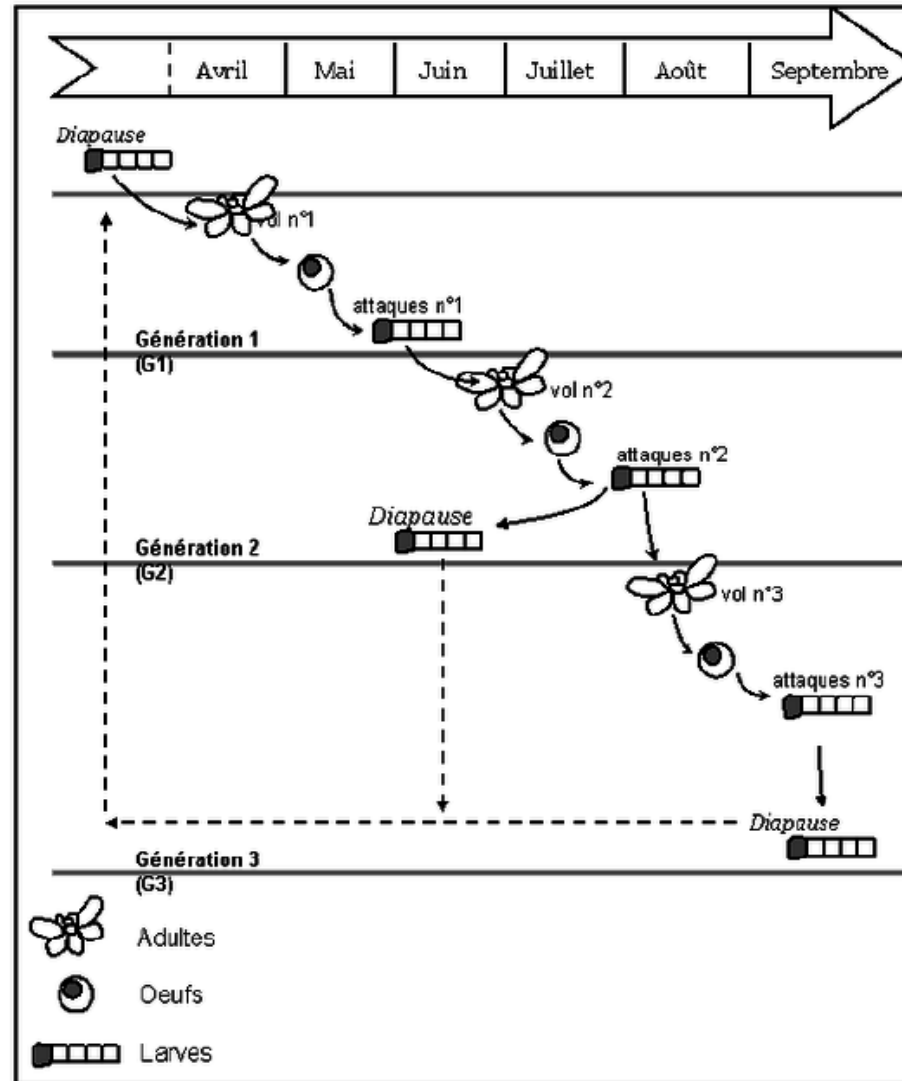 Avril Mai Juin Juillet Août Septembre
Diapause
vol n°1
attaques n°1
Génération 1
(G1)
vol n°2
attaques n°2
Diapause
Génération 2
(G2)
vol n°3
attaques n°3
Diapause
Génération 3
(G3)
Adultes
Oeufs
Larves